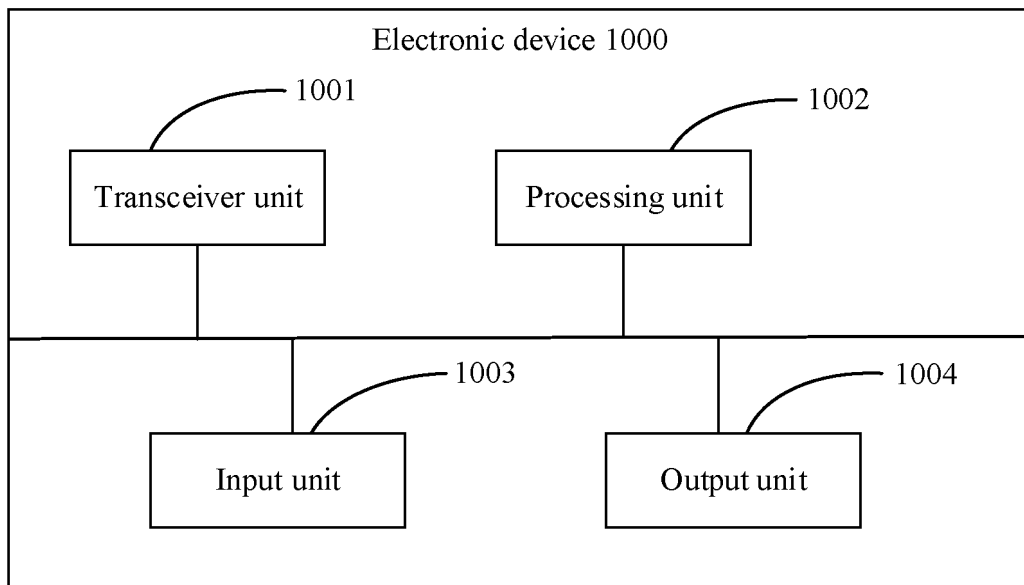 Electronic device 1000
1001
1002
Transceiver unit
Processing unit
1003
1004
Input unit
Output unit